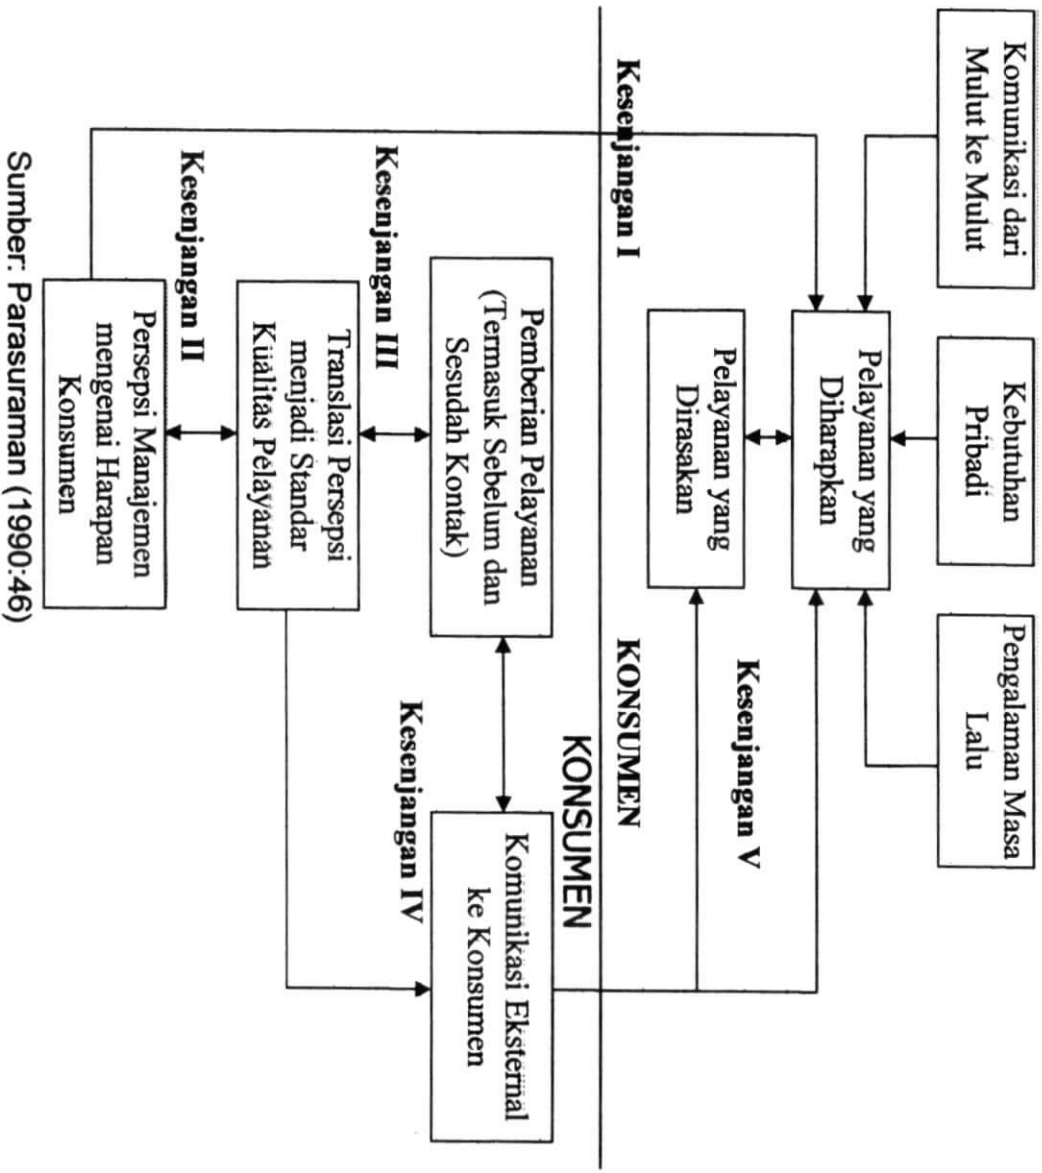 Komunikasi dari
Mulut ke Mulut
Kebutuhan
Pribadi
Pengalaman Masa
Lalu
Pelayanan yang
Diharapkan
Kesenjangan V
Pelayanan yang
Dirasakan
Kesenjangan I
KONSUMEN
KONSUMEN
Pemberian Pelayanan
(Termasuk Sebelum dan
Sesudah Kontak)
Komunikasi Eksternal
ke Konsumen
Kesenjangan III
Kesenjangan IV
Translasi Persepsi
menjadi Standar
Kualitas Pelayanan
Kesenjangan II
Persepsi Manajemen
mengenai Harapan
Konsumen
Sumber: Parasuraman (1990:46)